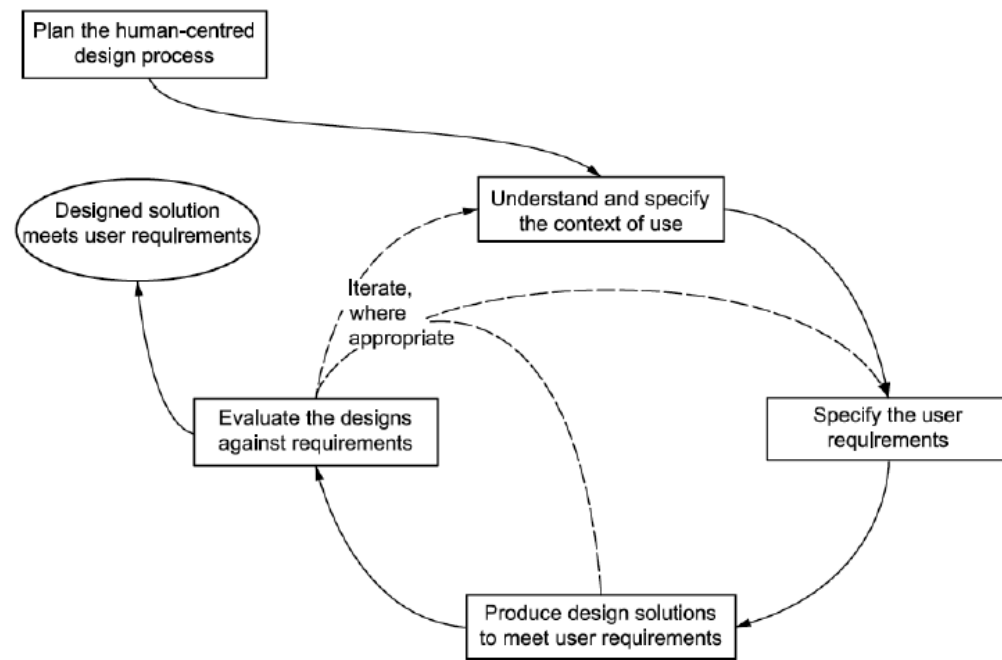 Plan the human-centred
design process
Understand and specify
the context of use
Designed solution
meets user requirements
Iterate,
where
appropriate
Evaluate the designs
against requirements
Specify the user
requirements
Produce design solutions
to meet user requirements